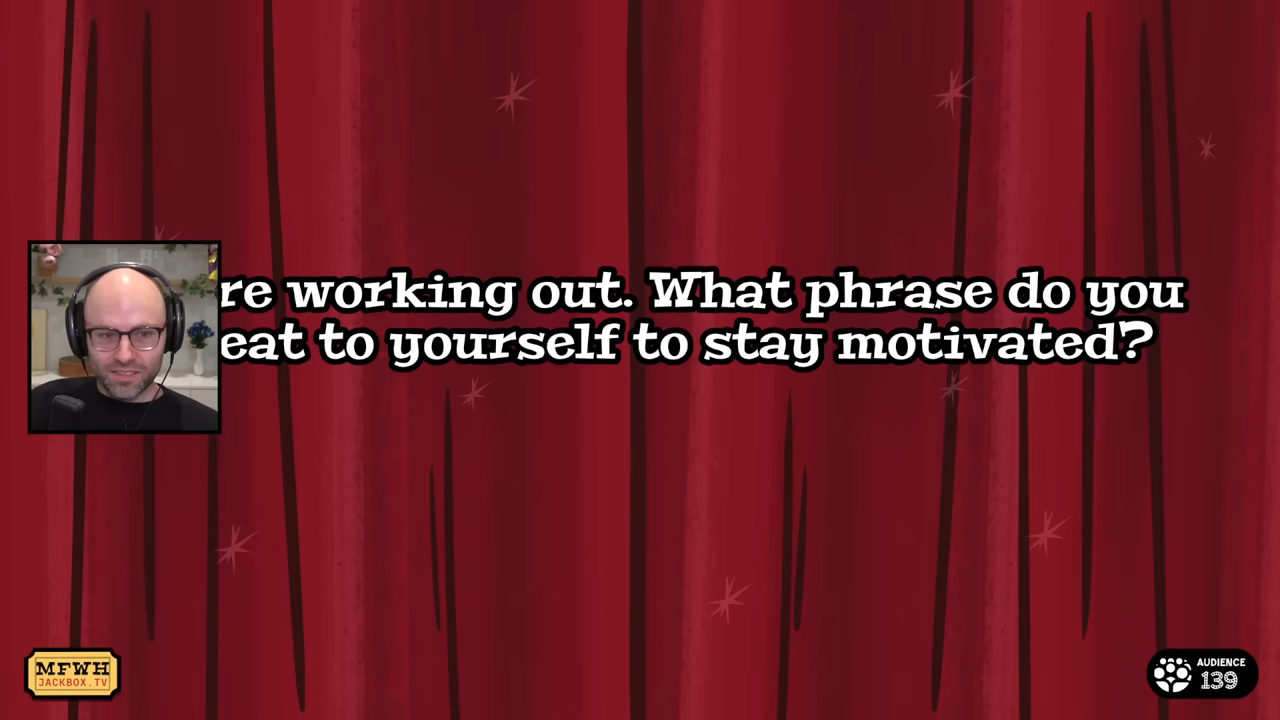 re working out. What phrase do you
eat to yourself to stay motivated?
MFWH
JACKBOX.TV
AUDIENCE
139